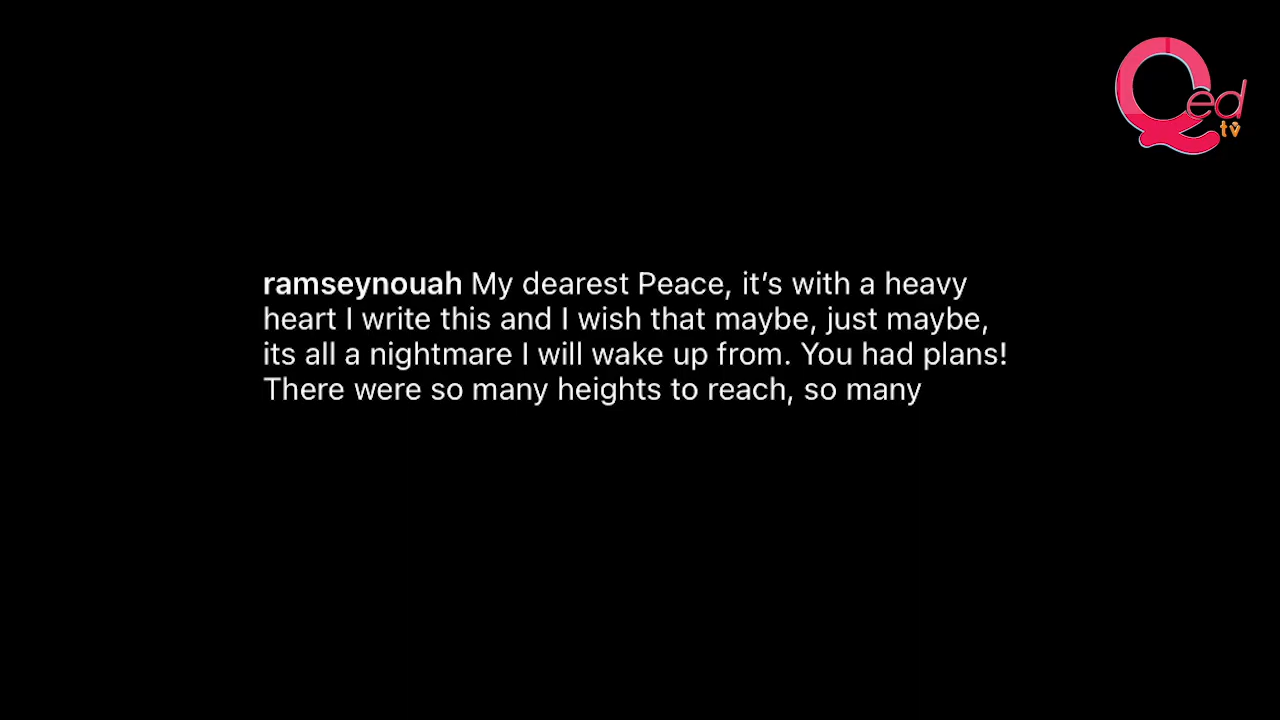 Qed
tv
ramseynouah My dearest Peace, it’s with a heavy
heart I write this and I wish that maybe, just maybe,
its all a nightmare I will wake up from. You had plans!
There were so many heights to reach, so many